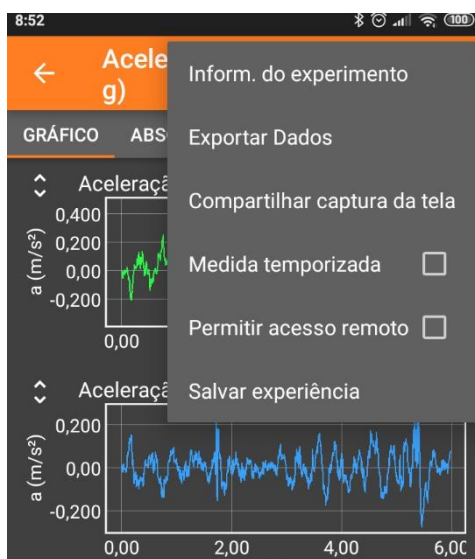 8:52
100
Acele
g)
Inform. do experimento
GRÁFICO
ABS
Exportar Dados
Aceleraçã
Compartilhar captura da tela
a (m/s²)
0,400
0,200
0,00
-0,200
0,00
Medida temporizada
Permitir acesso remoto
Aceleraçã
Salvar experiência
a (m/s²)
0,200
0,00
-0,200
0,00
2,00
4,00
6,00